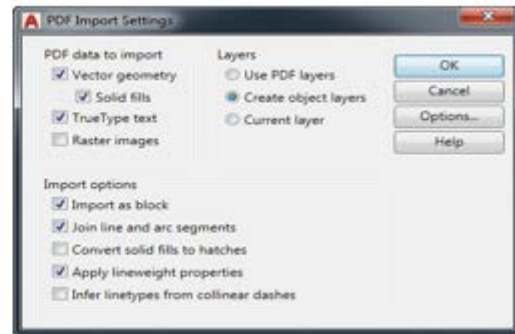 PDF Import Settings
PDF data to import
Vector geometry
Solid fills
TrueType text
Raster images
Layers
Use PDF layers
Create object layers
Current layer
OK
Cancel
Options...
Help
Import options
Import as block
Join line and arc segments
Convert solid fills to hatches
Apply lineweight properties
Infer linetypes from collinear dashes